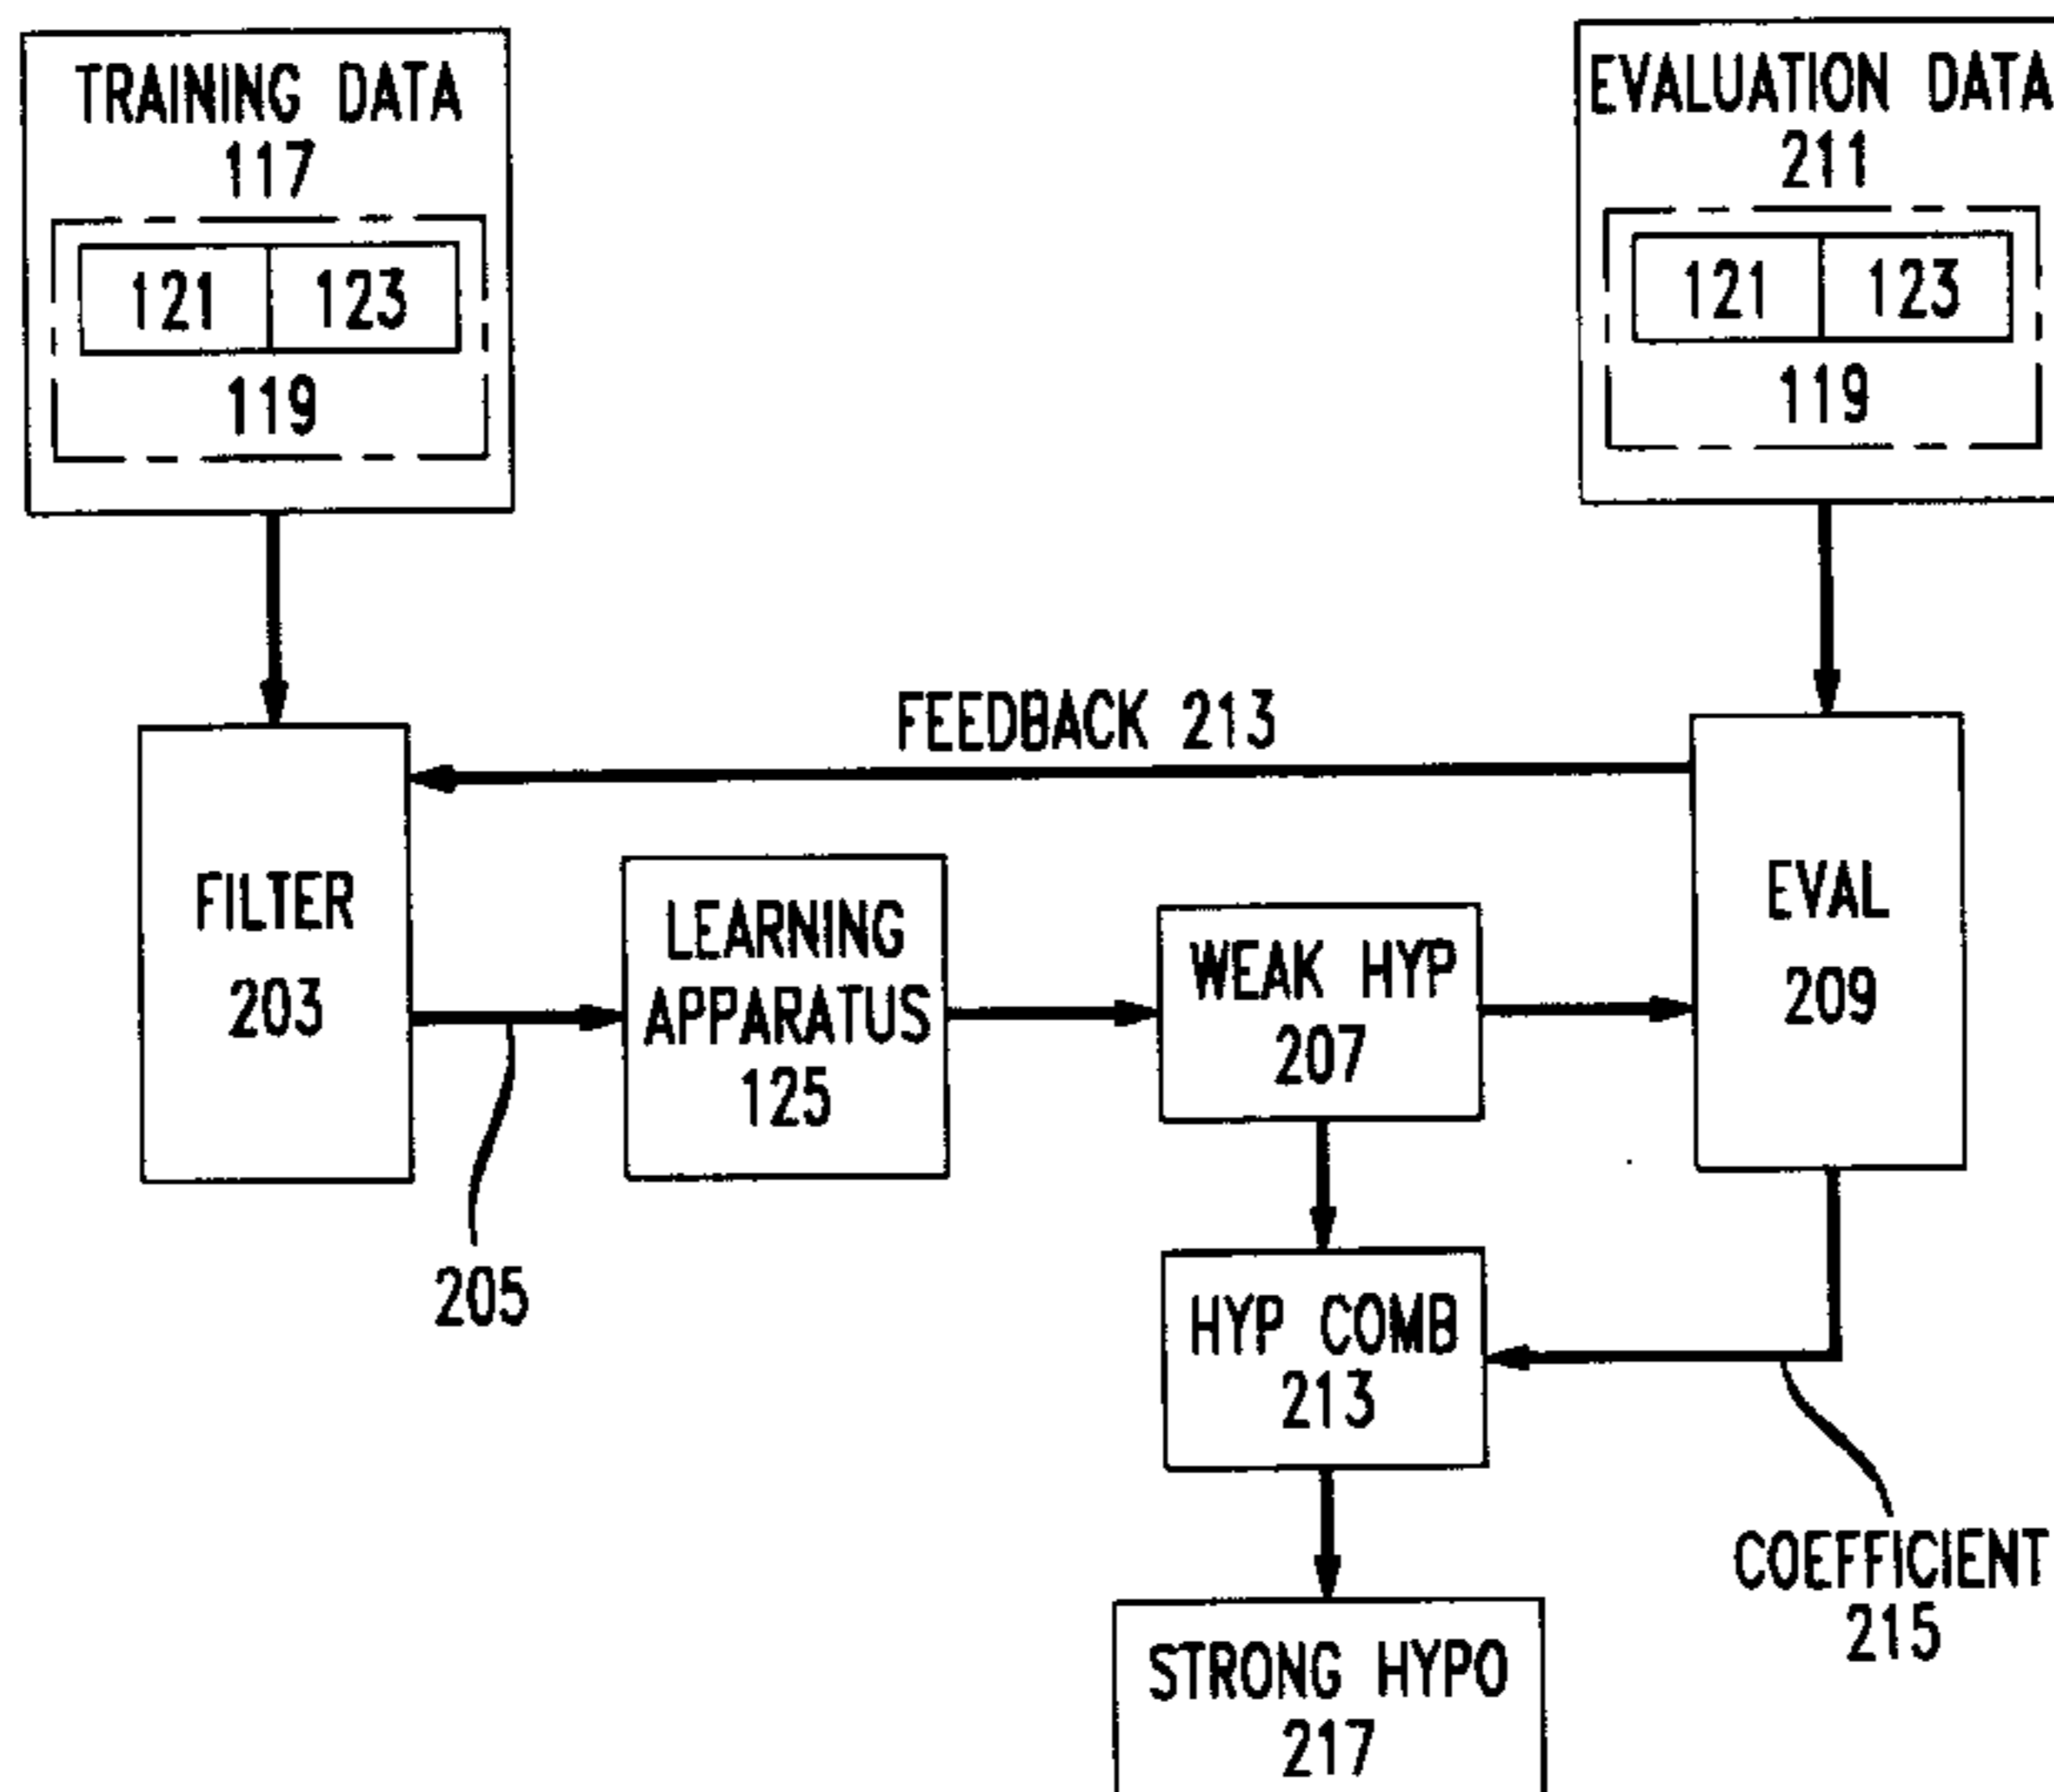 TRAINING DATA
117
121 123
119
EVALUATION DATA
211
121 123
119
FEEDBACK 213
FILTER
203
LEARNING
APPARATUS
125
WEAK HYP
207
EVAL
209
205
HYP COMB
213
COEFFICIENT
215
STRONG HYPO
217